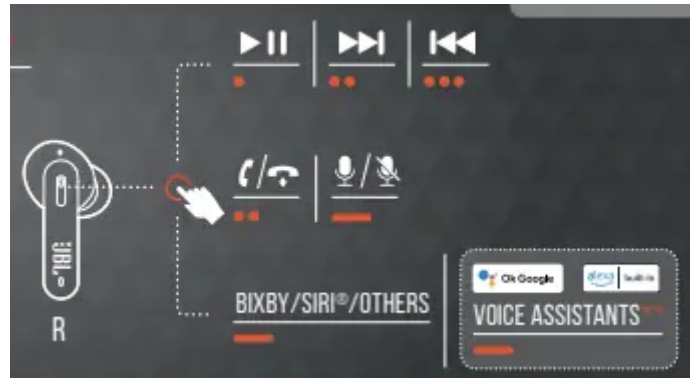 BIXBY/SIRI®/OTHERS
Ok Google
alexa built-in
VOICE ASSISTANTS
JBL
R